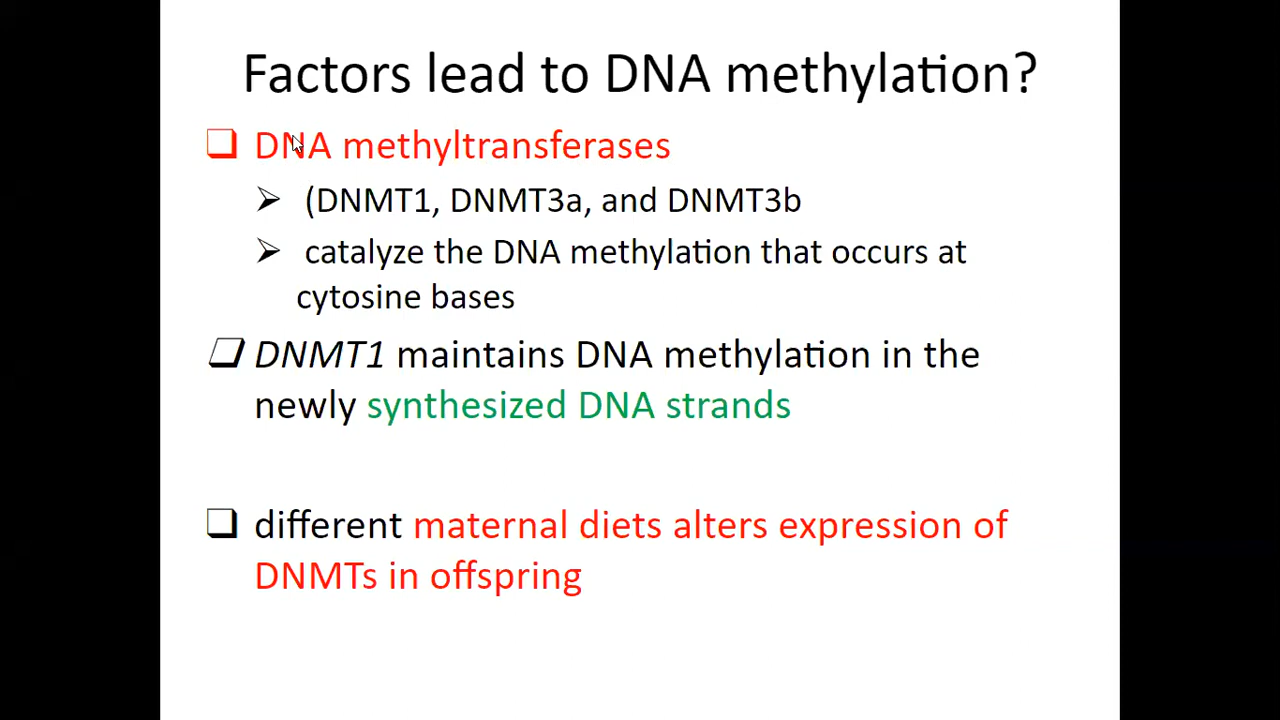 Factors lead to DNA methylation?
DNA methyltransferases
(DNMT1, DNMT3a, and DNMT3b
catalyze the DNA methylation that occurs at
cytosine bases
DNMT1 maintains DNA methylation in the
newly synthesized DNA strands
different maternal diets alters expression of
DNMTs in offspring